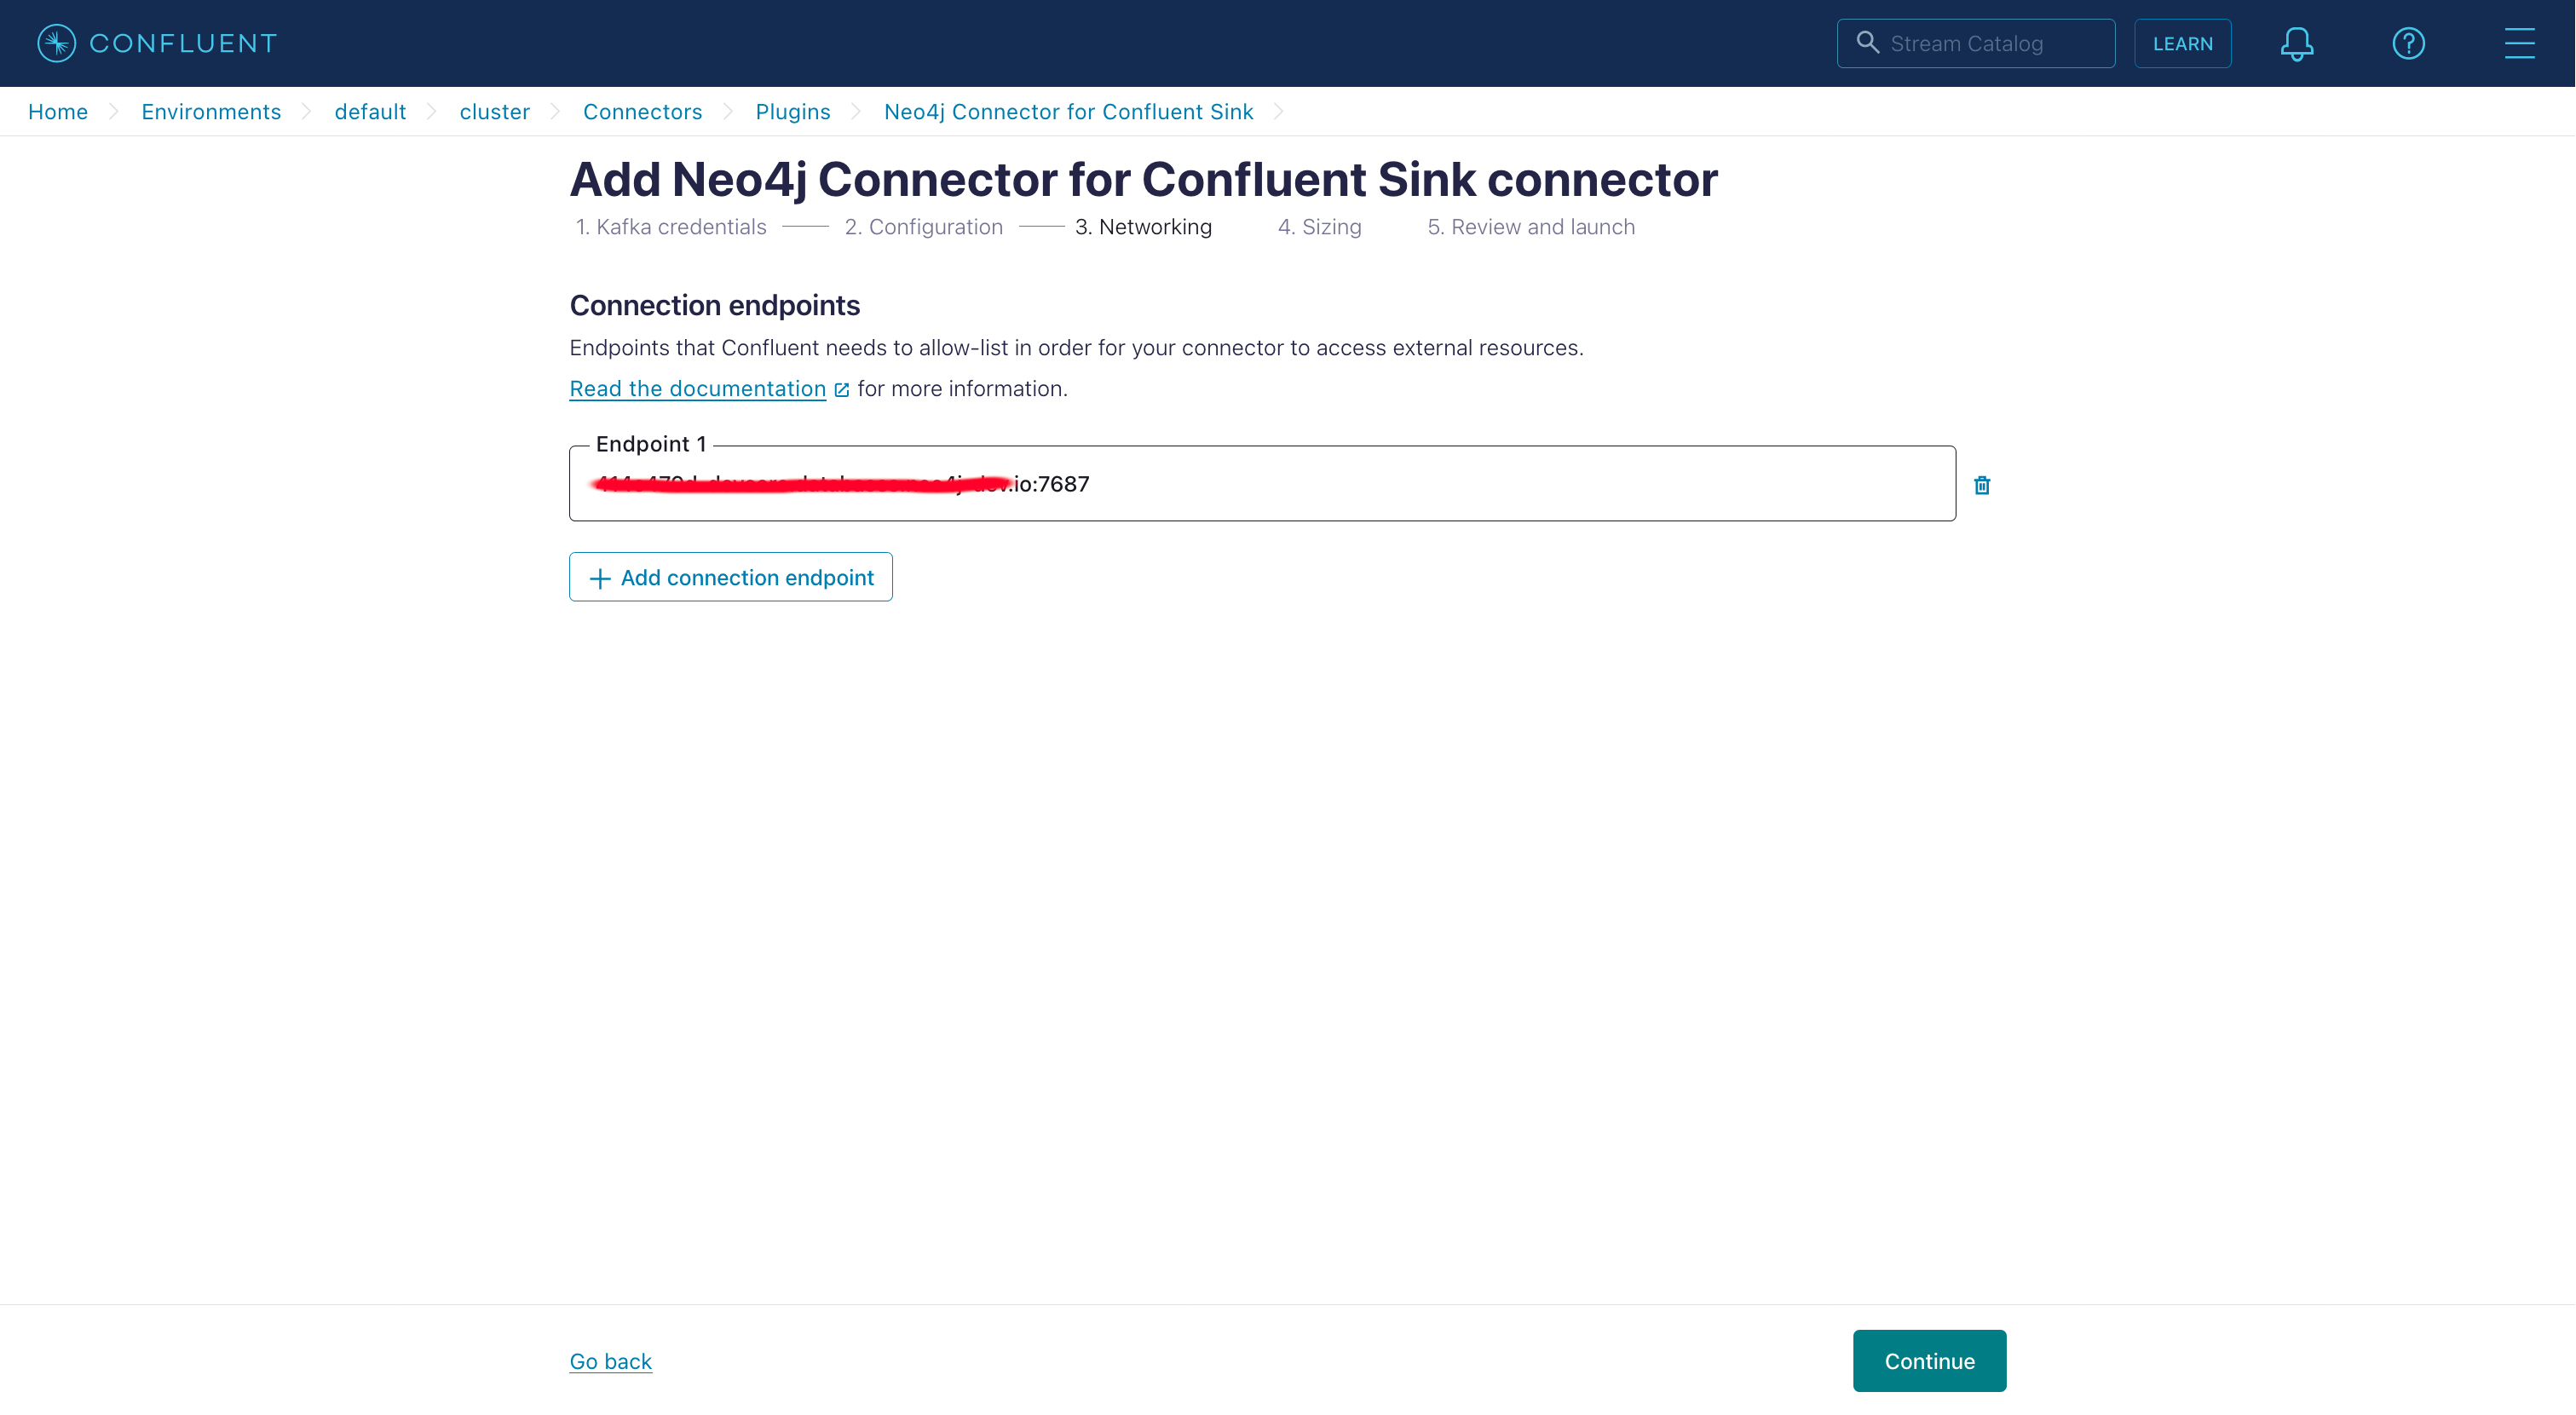 CONFLUENT
Stream Catalog
LEARN
Home Environments default cluster Connectors Plugins Neo4j Connector for Confluent Sink
Add Neo4j Connector for Confluent Sink connector
1. Kafka credentials 2. Configuration 3. Networking 4. Sizing 5. Review and launch
Connection endpoints
Endpoints that Confluent needs to allow-list in order for your connector to access external resources.
Read the documentation for more information.
Endpoint 1
.io:7687
Add connection endpoint
Go back
Continue